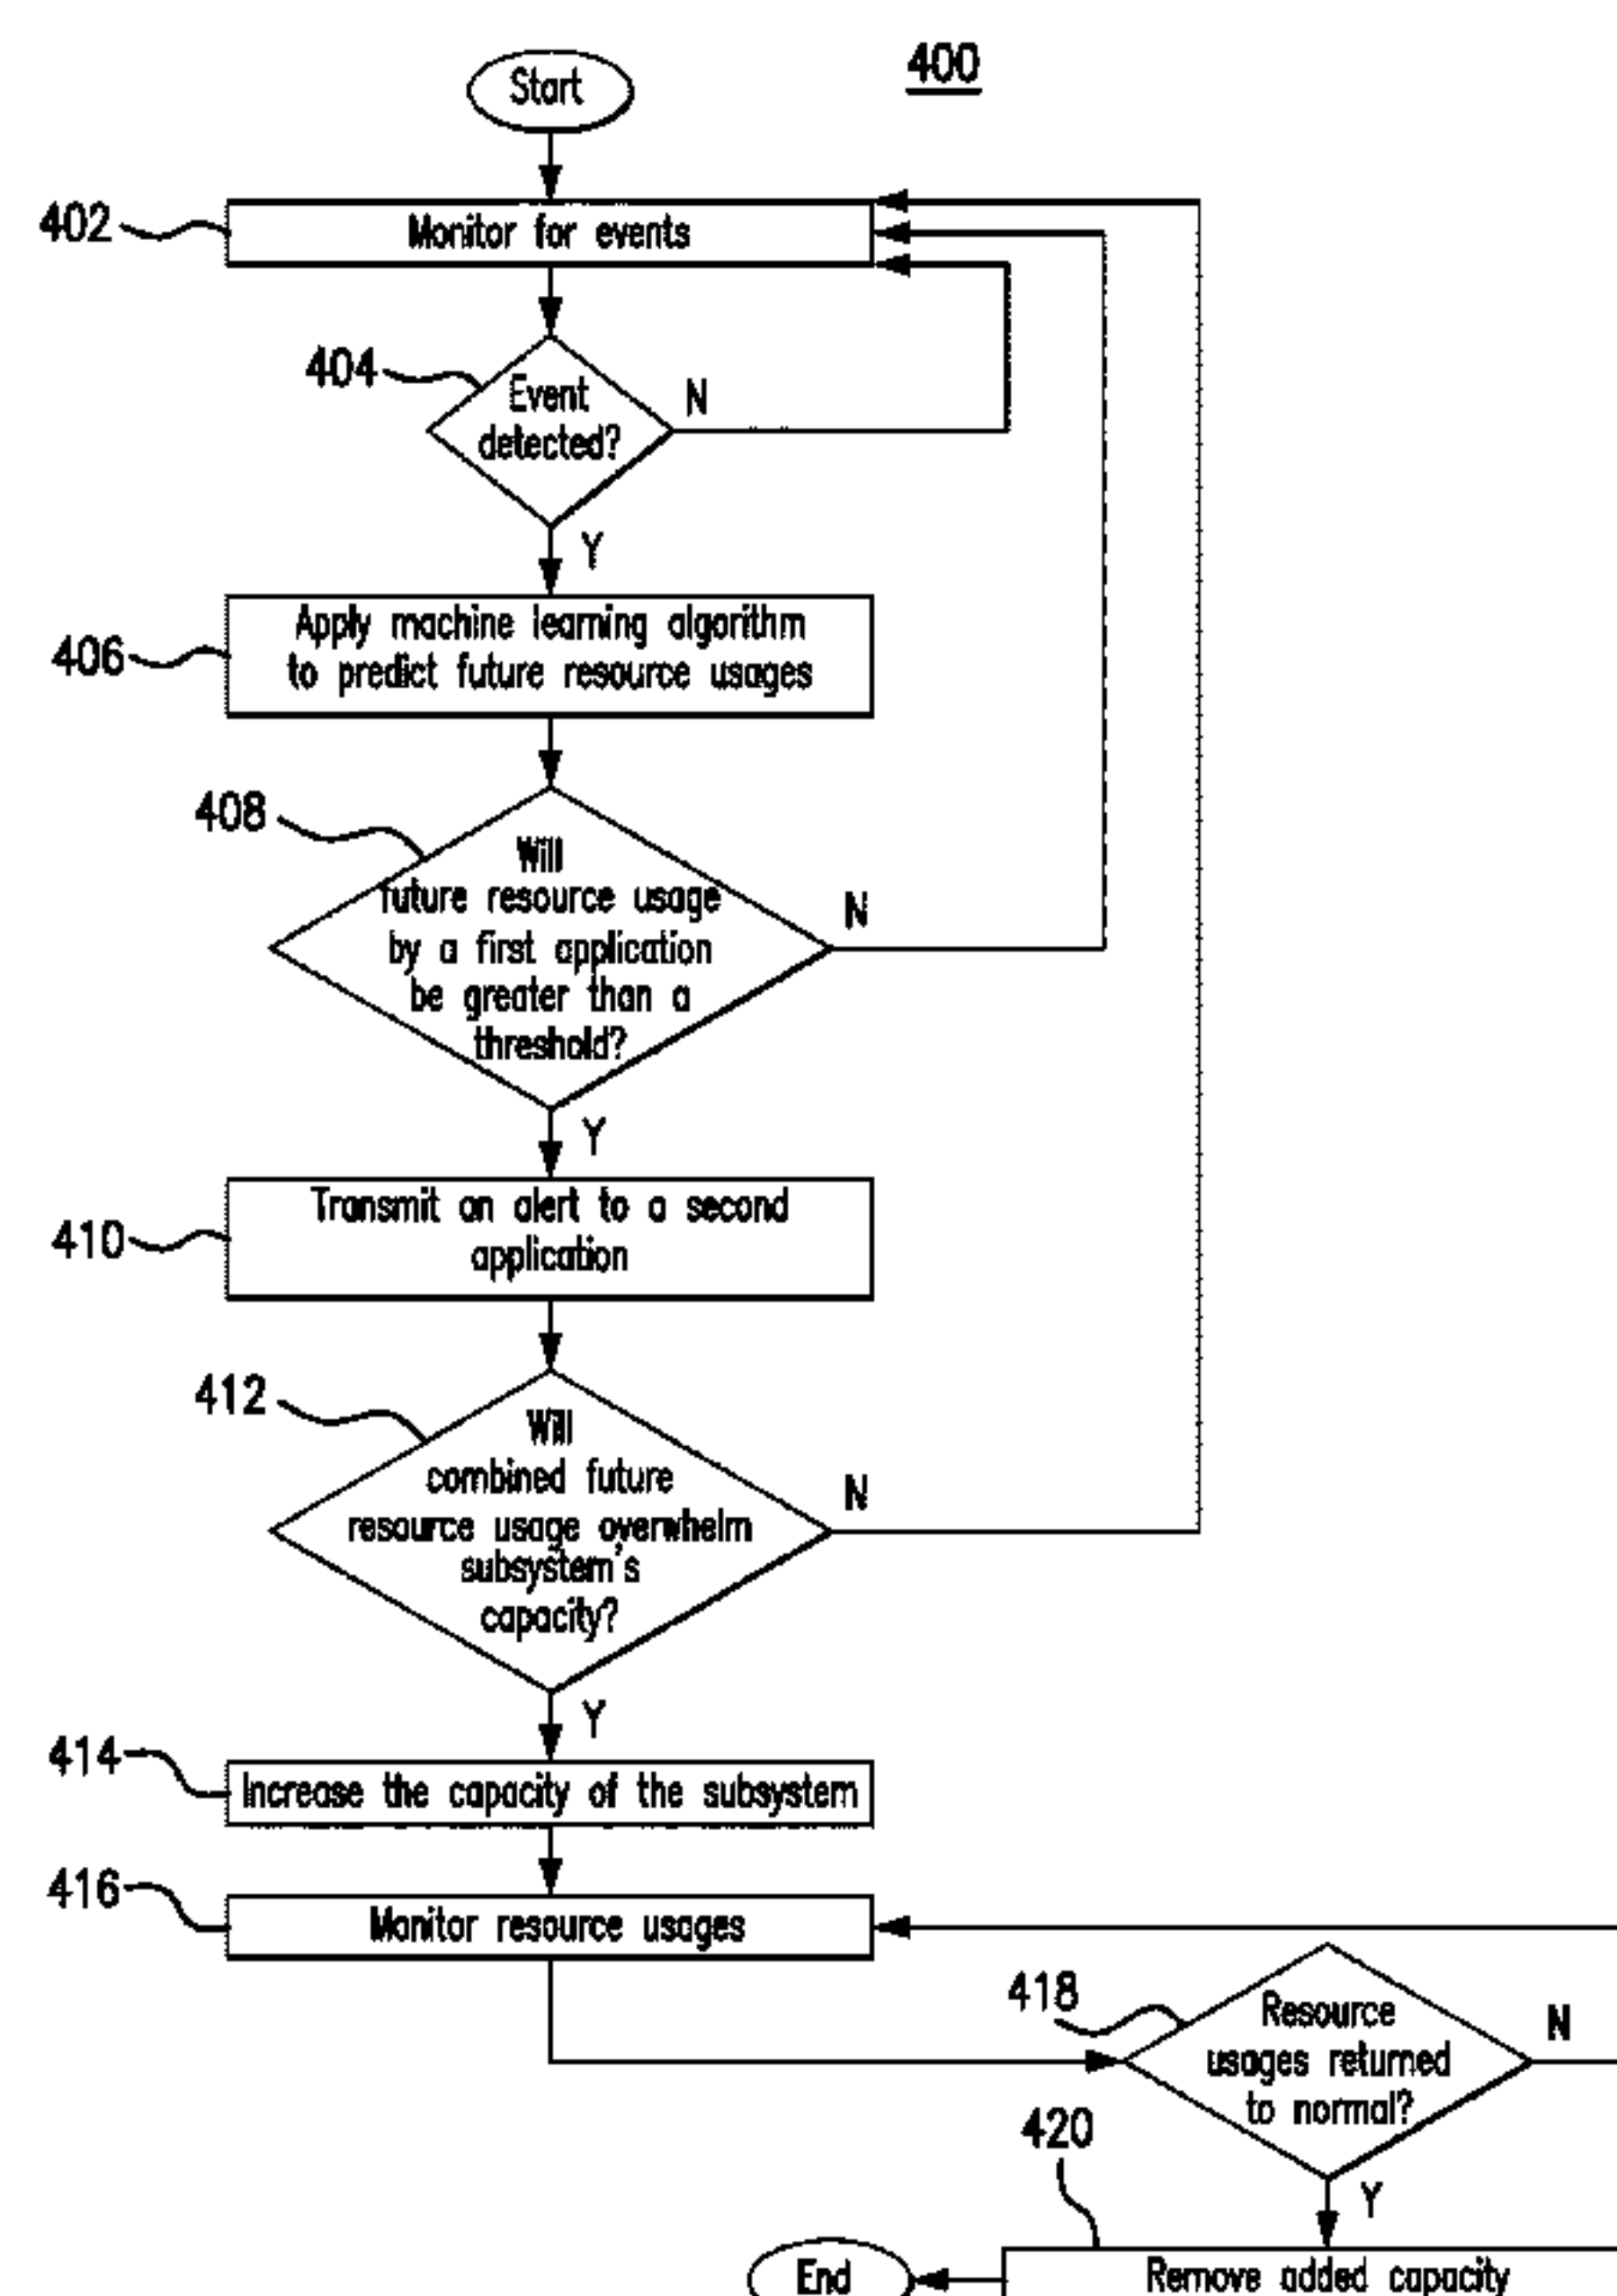 Start
400
402
Monitor for events
404
Event
detected?
N
Y
406
Apply machine learning algorithm
to predict future resource usages
408
Will
future resource usage
by a first application
be greater than a
threshold?
N
Y
410
Transmit an alert to a second
application
412
Will
combined future
resource usage overwhelm
subsystem's
capacity?
N
Y
414
Increase the capacity of the subsystem
416
Monitor resource usages
418
Resource
usages returned
to normal?
N
420
Y
End
Remove added capacity